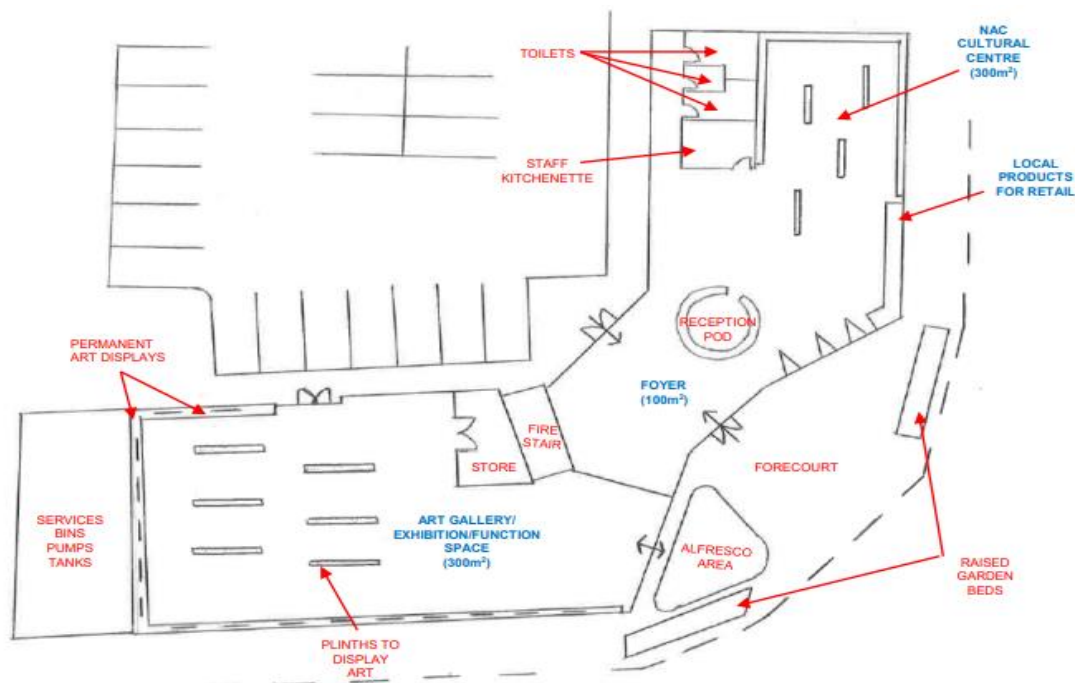 TOILETS
NAC
CULTURAL
CENTRE
(300m²)
STAFF
KITCHENETTE
LOCAL
PRODUCTS
FOR RETAIL
PERMANENT
ART DISPLAYS
RECEPTION
POD
FOYER
(100m²)
FIRE
STAIR
STORE
FORECOURT
SERVICES
BINS
PUMPS
TANKS
ART GALLERY/
EXHIBITION/FUNCTION
SPACE
(300m²)
ALFRESCO
AREA
RAISED
GARDEN
BEDS
PLINTHS TO
DISPLAY
ART